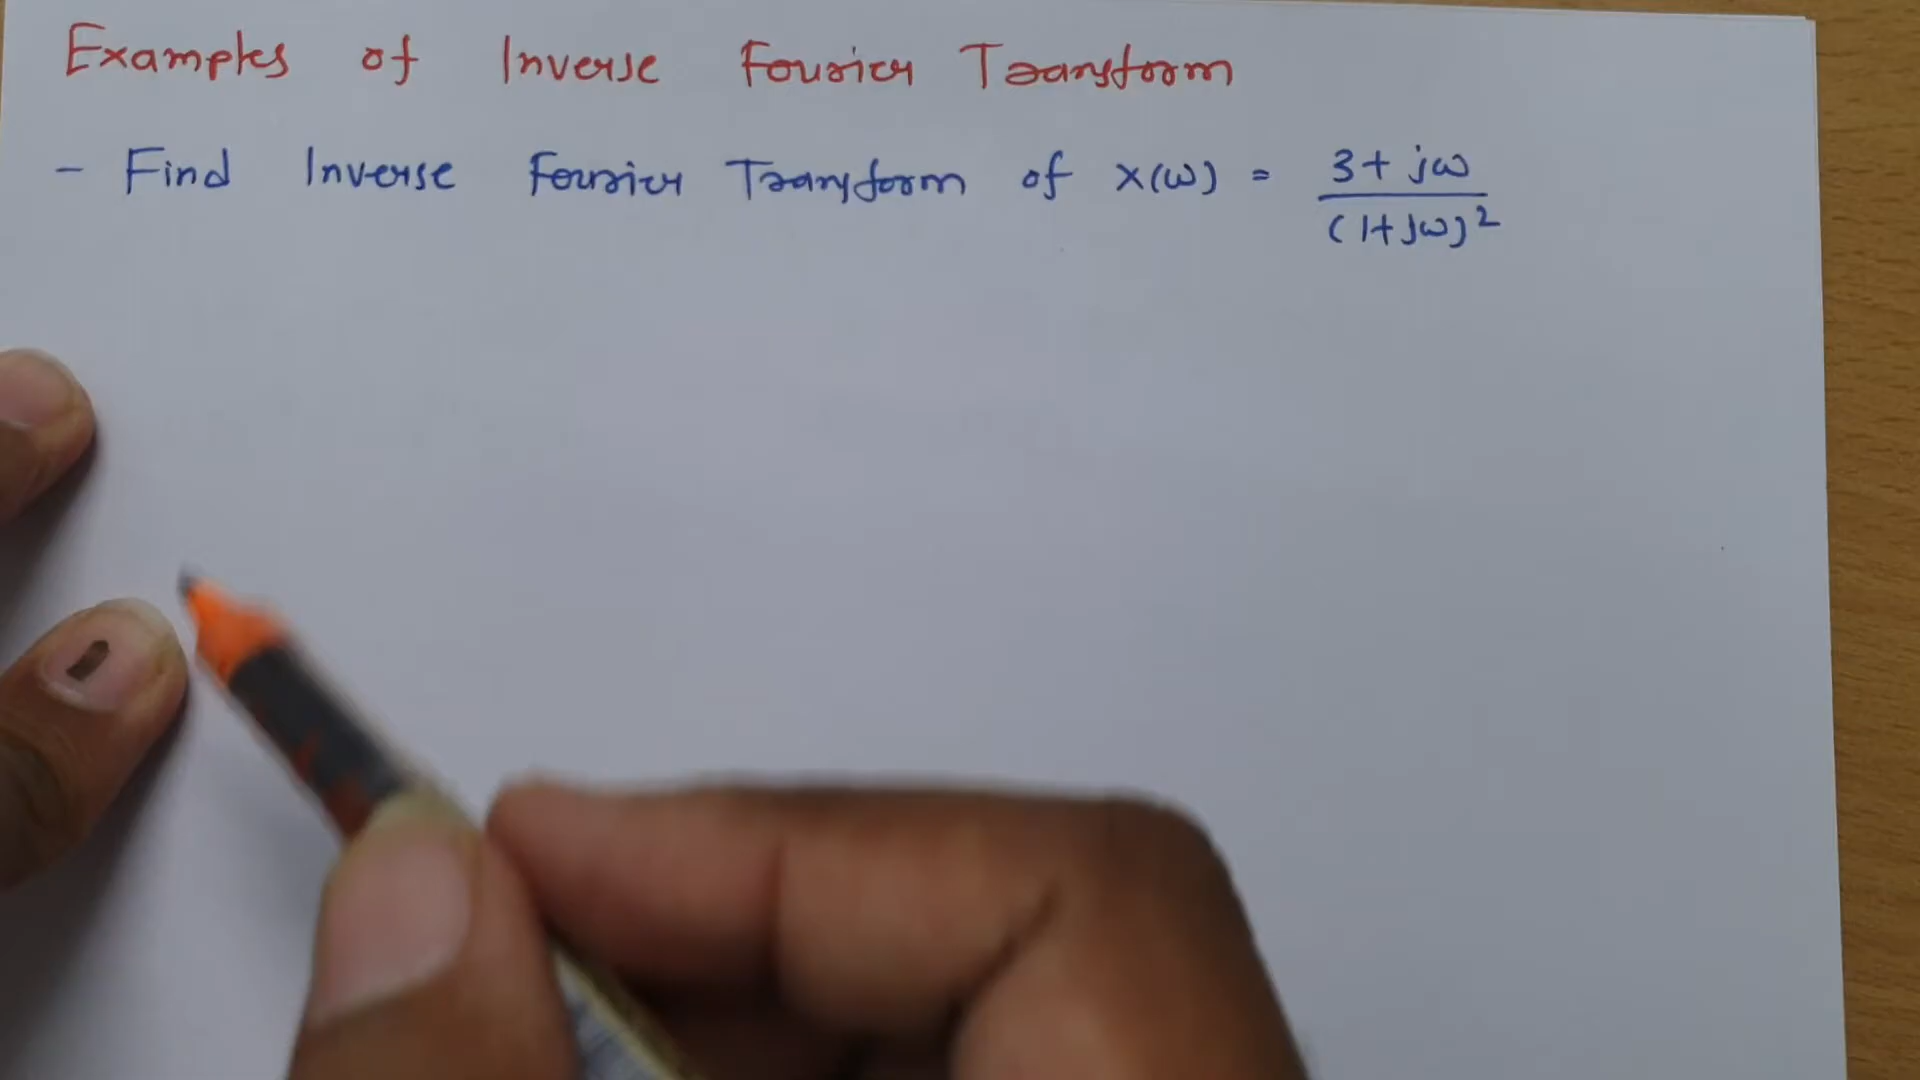 Examples of Inverse Fourier Transform
- Find Inverse Fourier Transform of x(ω) = 3+jω / (1+jω)²